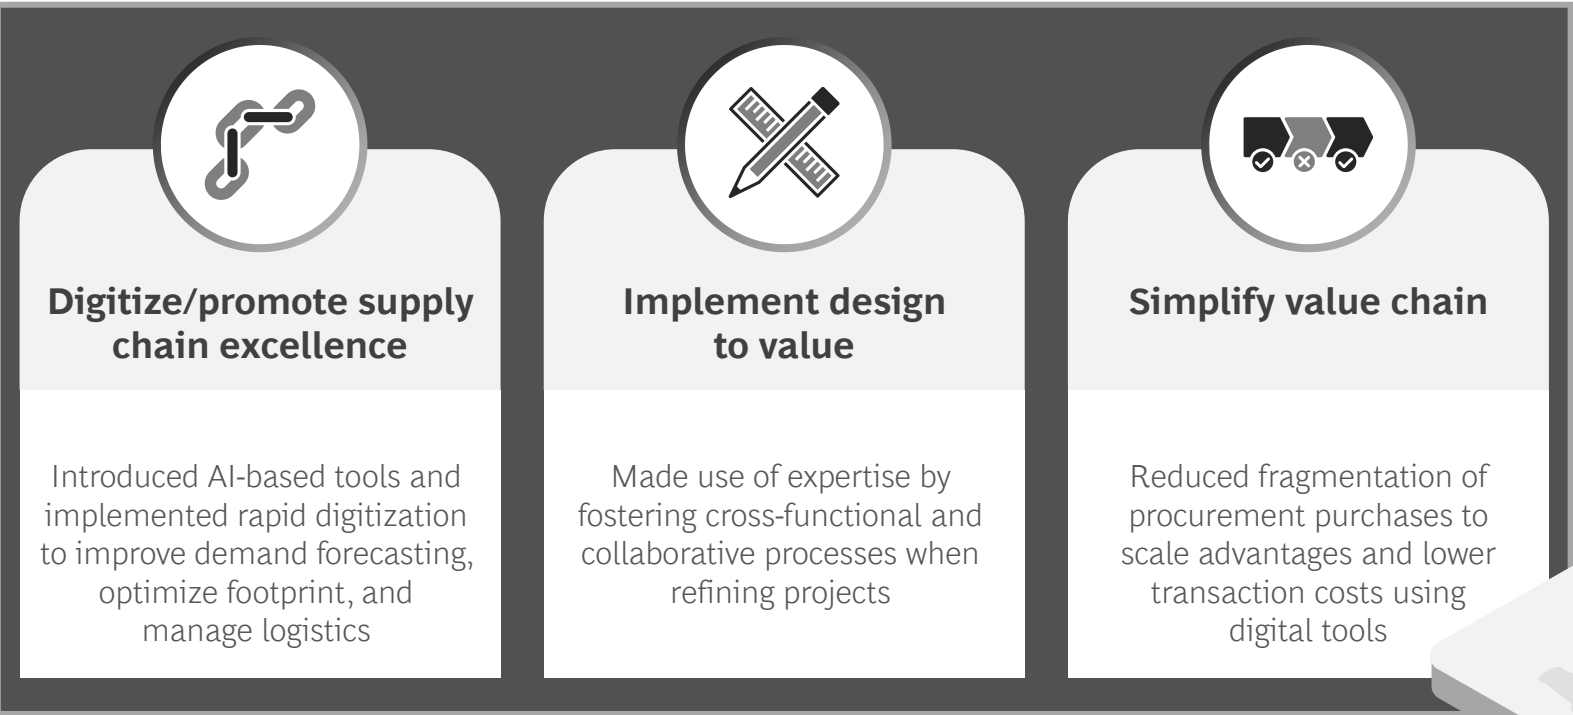 Digitize/promote supply
chain excellence
Introduced AI-based tools and
implemented rapid digitization
to improve demand forecasting,
optimize footprint, and
manage logistics
Implement design
to value
Made use of expertise by
fostering cross-functional and
collaborative processes when
refining projects
Simplify value chain
Reduced fragmentation of
procurement purchases to
scale advantages and lower
transaction costs using
digital tools